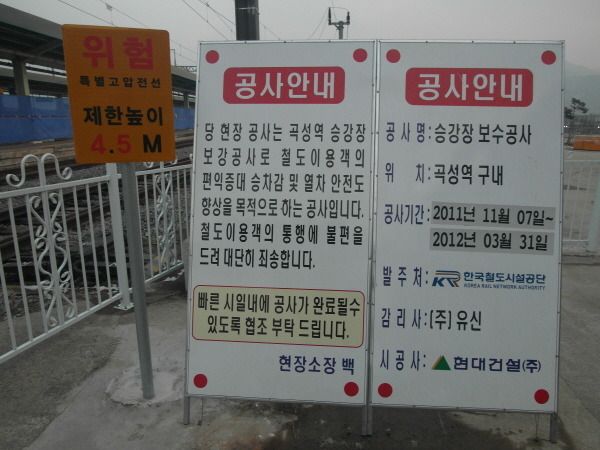 위험
특별고압전선
제한높이
4.5 M
공사안내
당 현장 공사는 곡성역 승강장
보강공사로 철도이용객의
편익증대 승차감 및 열차 안전도
향상을 목적으로 하는 공사입니다.
철도이용객의 통행에 불편을
드려 대단히 죄송합니다.
빠른 시일내에 공사가 완료될수
있도록 협조 부탁 드립니다.
현장소장 백
공사안내
공사명: 승강장 보수공사
위 치: 곡성역 구내
공사기간: 2011년 11월 07일~
2012년 03월 31일
발주처: KR 한국철도시설공단
KOREA RAIL NETWORK AUTHORITY
감리사: (주) 유신
시공사: 현대건설(주)